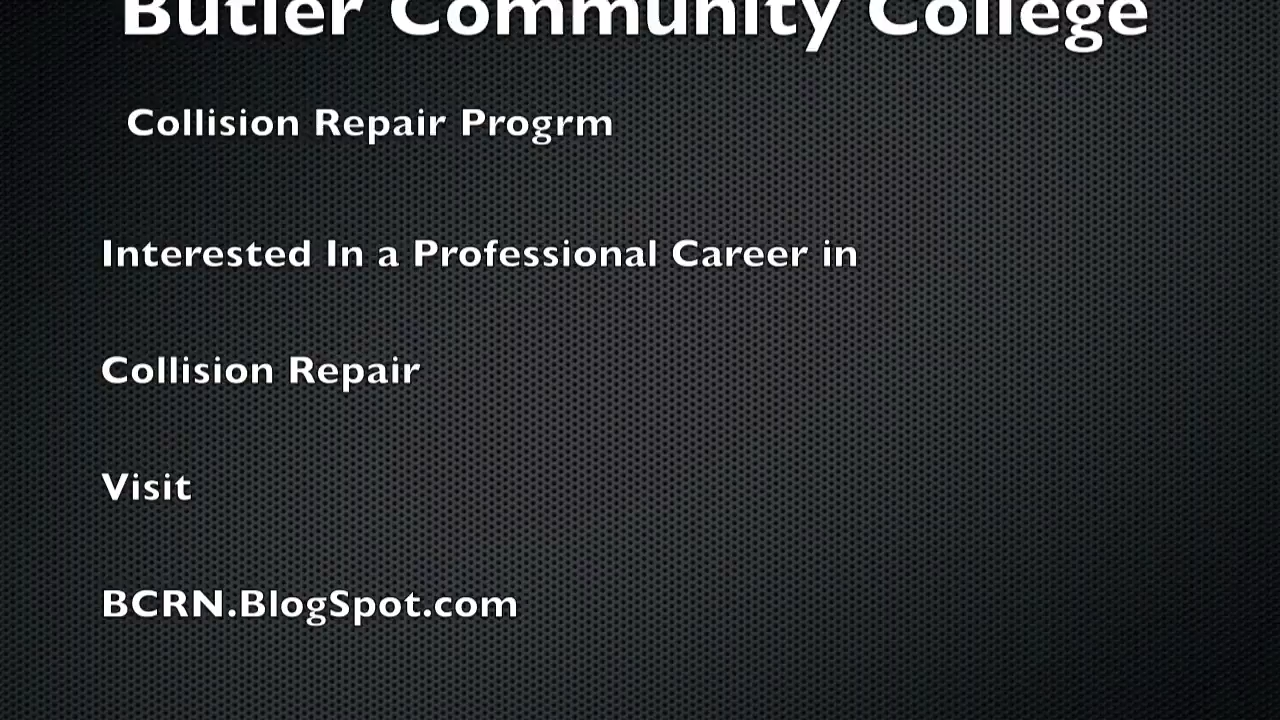 Butler Community College
Collision Repair Progrm
Interested In a Professional Career in
Collision Repair
Visit
BCRN.BlogSpot.com